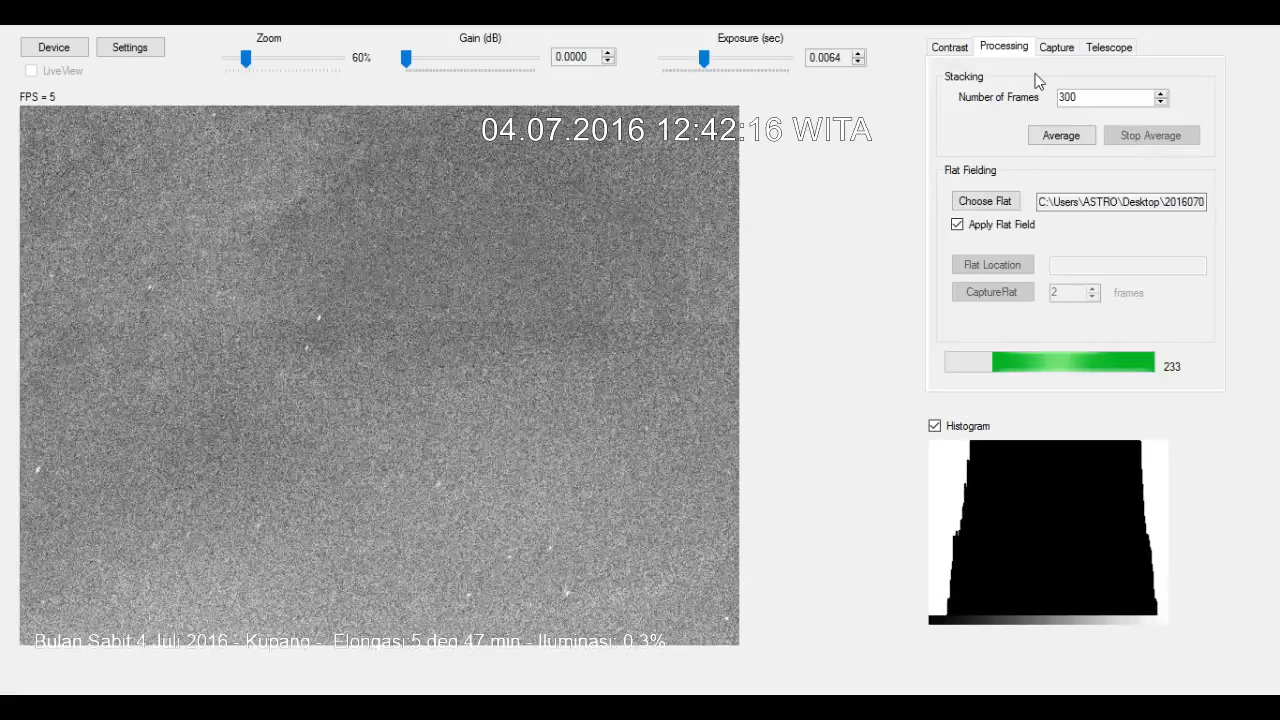 Device
Settings
LiveView
Zoom
60%
Gain (dB)
0.0000
Exposure (sec)
0.0064
FPS = 5
04.07.2016 12:42:16 WITA
Bulan Sabit 4 Juli 2016 - Kupang - Elongasi 5 deg 47 min - Iluminasi: 0.3%
Contrast
Processing
Capture
Telescope
Stacking
Number of Frames
300
Average
Stop Average
Flat Fielding
Choose Flat
C:\Users\ASTRO\Desktop\2016070
Apply Flat Field
Flat Location
CaptureFlat
2
frames
233
Histogram